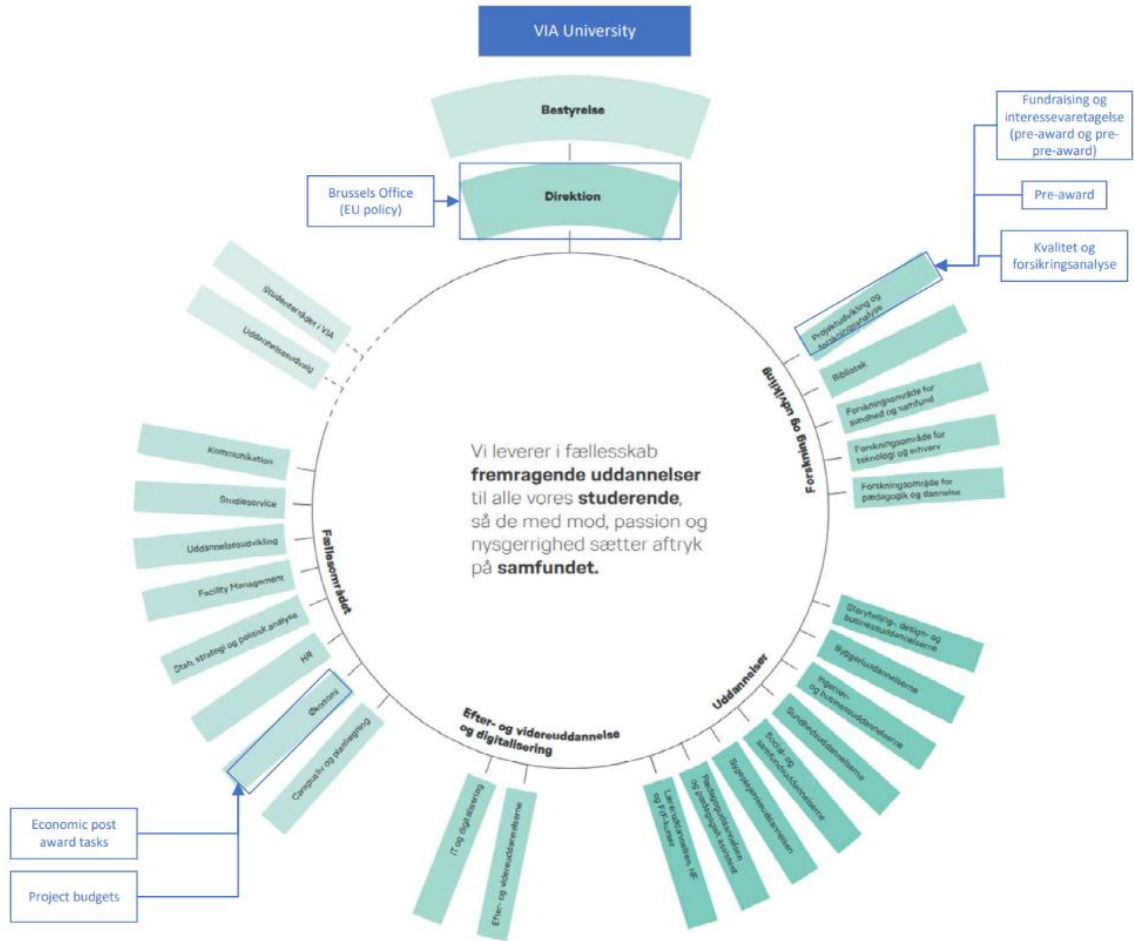 VIA University
Bestyrelse
Direktion
Brussels Office
(EU policy)
Fundraising og
interessevaretagelse
(pre-award og pre-
pre-award)
Pre-award
Kvalitet og
forsikringsanalyse
Projektudvikling og
forskningsanalyse
Bibliotek
Forskningsområde for
sundhed og samfund
Forskningsområde for
teknologi og erhverv
Forskningsområde for
pædagogik og dannelse
Forskning og udvikling
Studenterrådet i VIA
Uddannelsesudvalg
Kommunikation
Studieservice
Uddannelsesudvikling
Facility Management
Stab, strategi og politisk analyse
HR
Økonomi
Campusliv og planlægning
Fællesområdet
Vi leverer i fællesskab
fremragende uddannelser
til alle vores studerende,
så de med mod, passion og
nysgerrighed sætter aftryk
på samfundet.
Storytelling-, design- og
businessuddannelserne
Byggeriuddannelserne
Ingeniør-
og businessuddannelserne
Sundhedsuddannelserne
Social- og
samfundsuddannelserne
Sygeplejerskeuddannelsen
Pædagoguddannelsen
og pædagogisk assistent
Læreruddannelsen, HF
og FIF-kurser
Uddannelser
Efter- og videreuddannelse
og digitalisering
IT og digitalisering
Efter- og videreuddannelserne
Economic post
award tasks
Project budgets